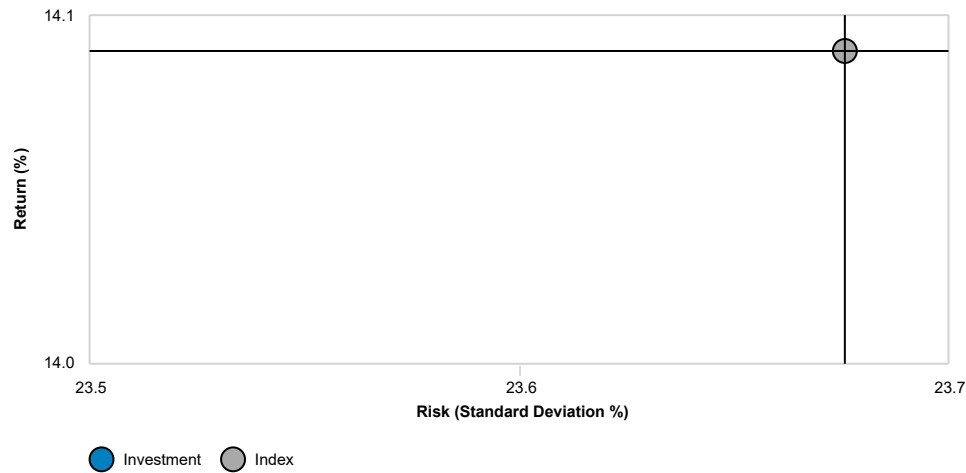 14.1
Return (%)
14.0
23.5 23.6 23.7
Risk (Standard Deviation %)
Investment Index